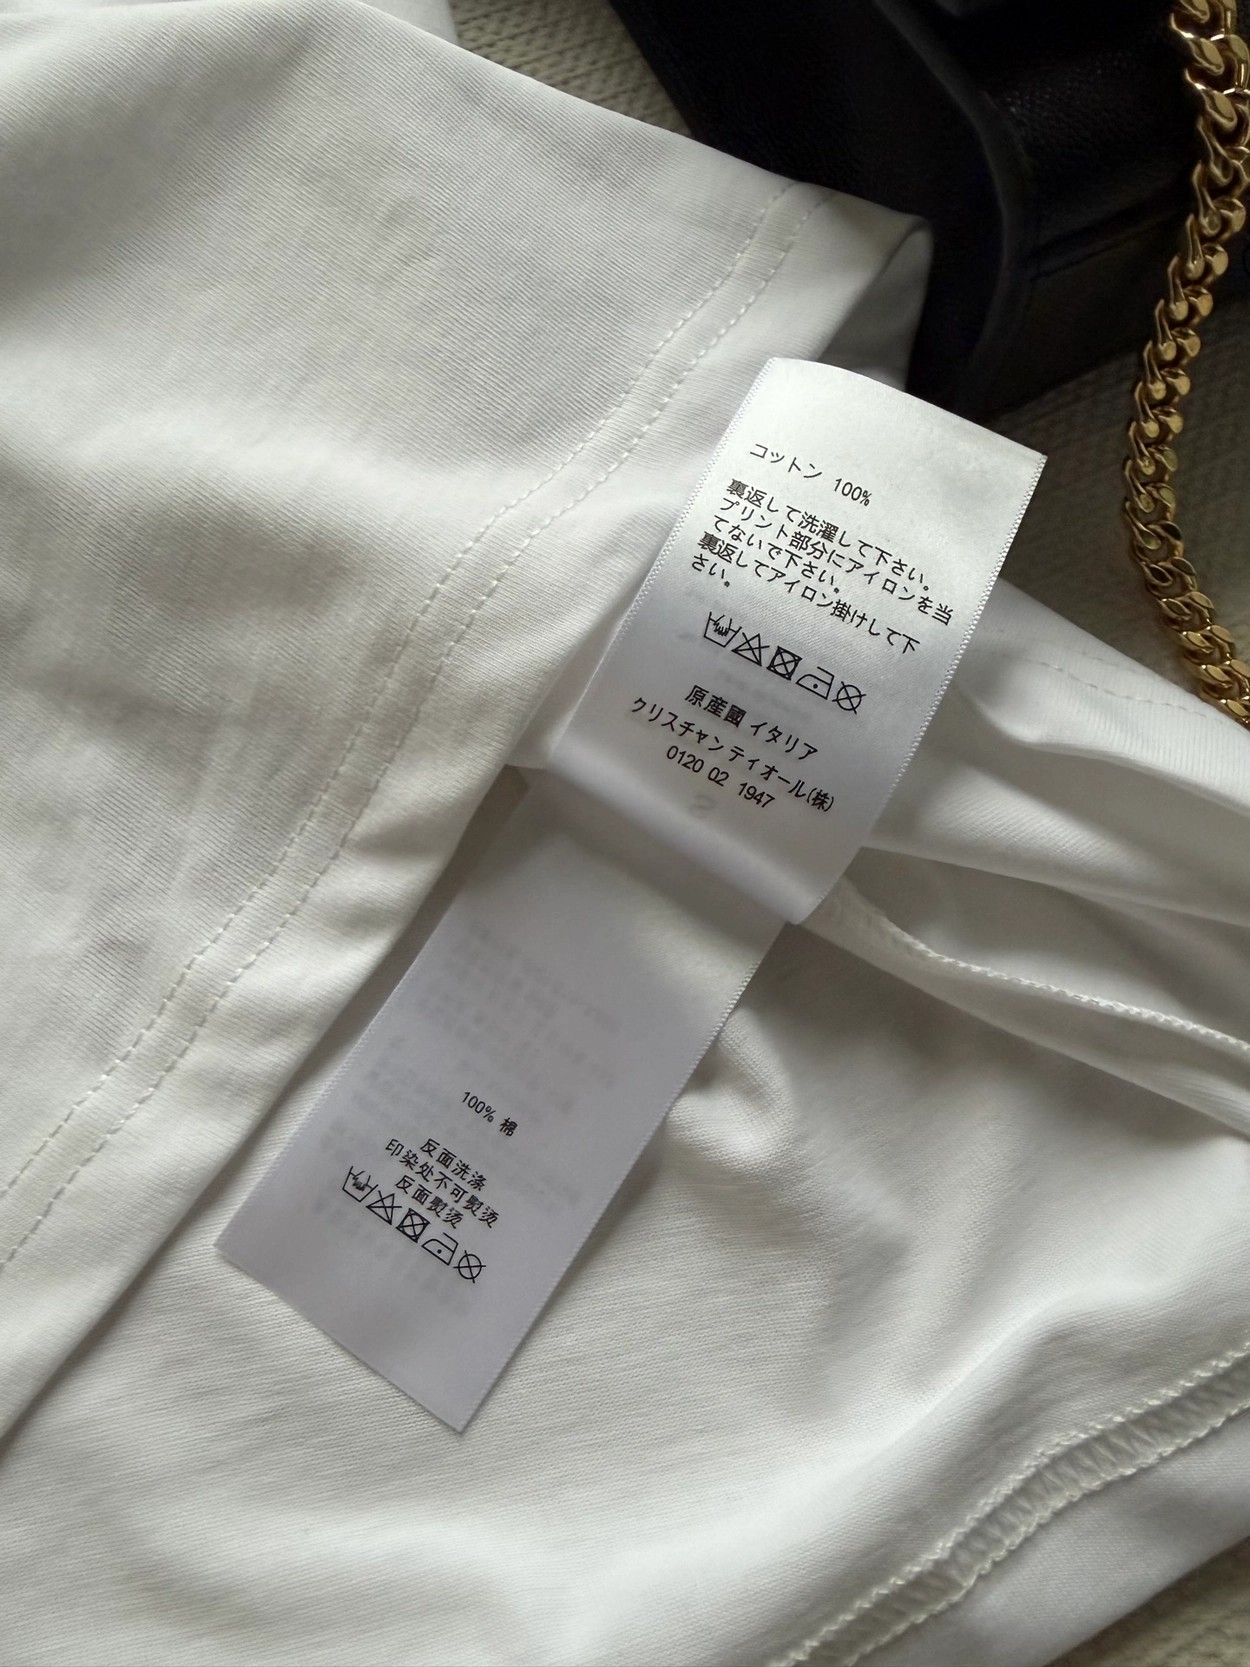 コットン 100%
裏返して洗濯して下さい。
プリント部分にアイロンを当
てないで下さい。
裏返してアイロン掛けして下
さい。
原産國 イタリア
クリスチャン ティオール(株)
0120 02 1947
S
100% 棉
反面洗涤
印染处不可熨烫
反面熨烫